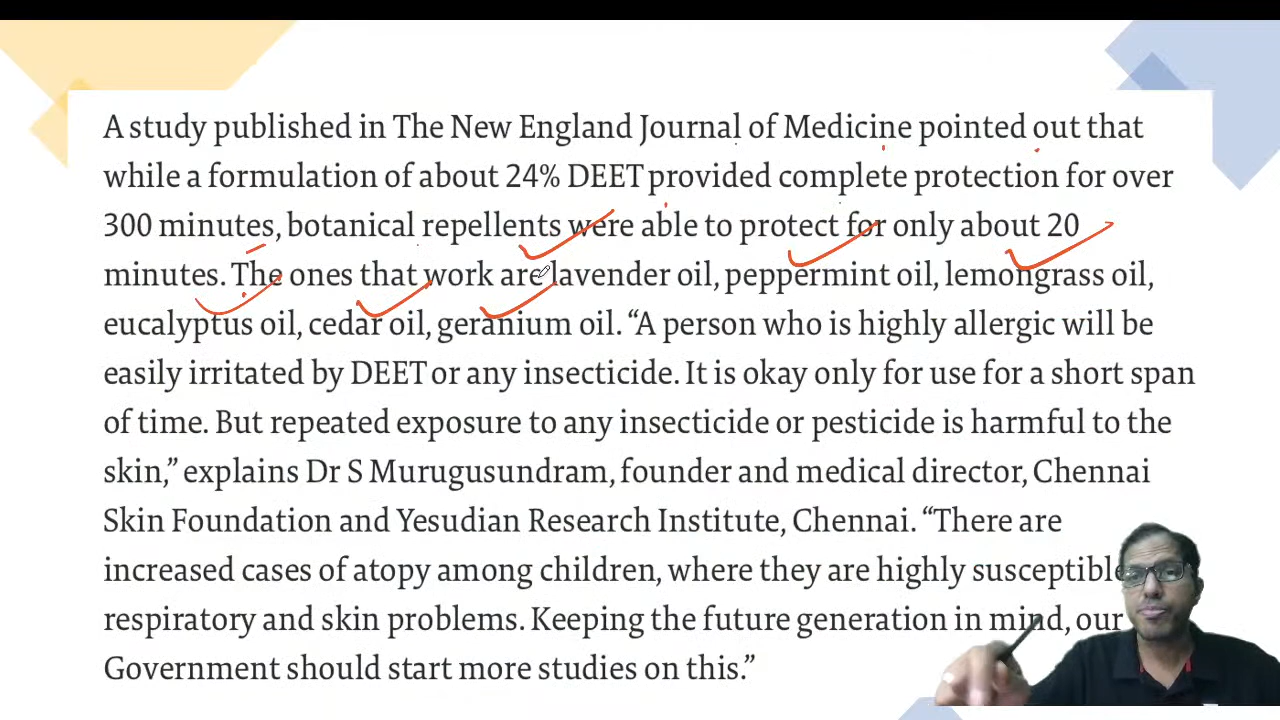 A study published in The New England Journal of Medicine pointed out that
while a formulation of about 24% DEET provided complete protection for over
300 minutes, botanical repellents were able to protect for only about 20
minutes. The ones that work are lavender oil, peppermint oil, lemongrass oil,
eucalyptus oil, cedar oil, geranium oil. “A person who is highly allergic will be
easily irritated by DEET or any insecticide. It is okay only for use for a short span
of time. But repeated exposure to any insecticide or pesticide is harmful to the
skin,” explains Dr S Murugusundram, founder and medical director, Chennai
Skin Foundation and Yesudian Research Institute, Chennai. “There are
increased cases of atopy among children, where they are highly susceptible
respiratory and skin problems. Keeping the future generation in mind, our
Government should start more studies on this.”